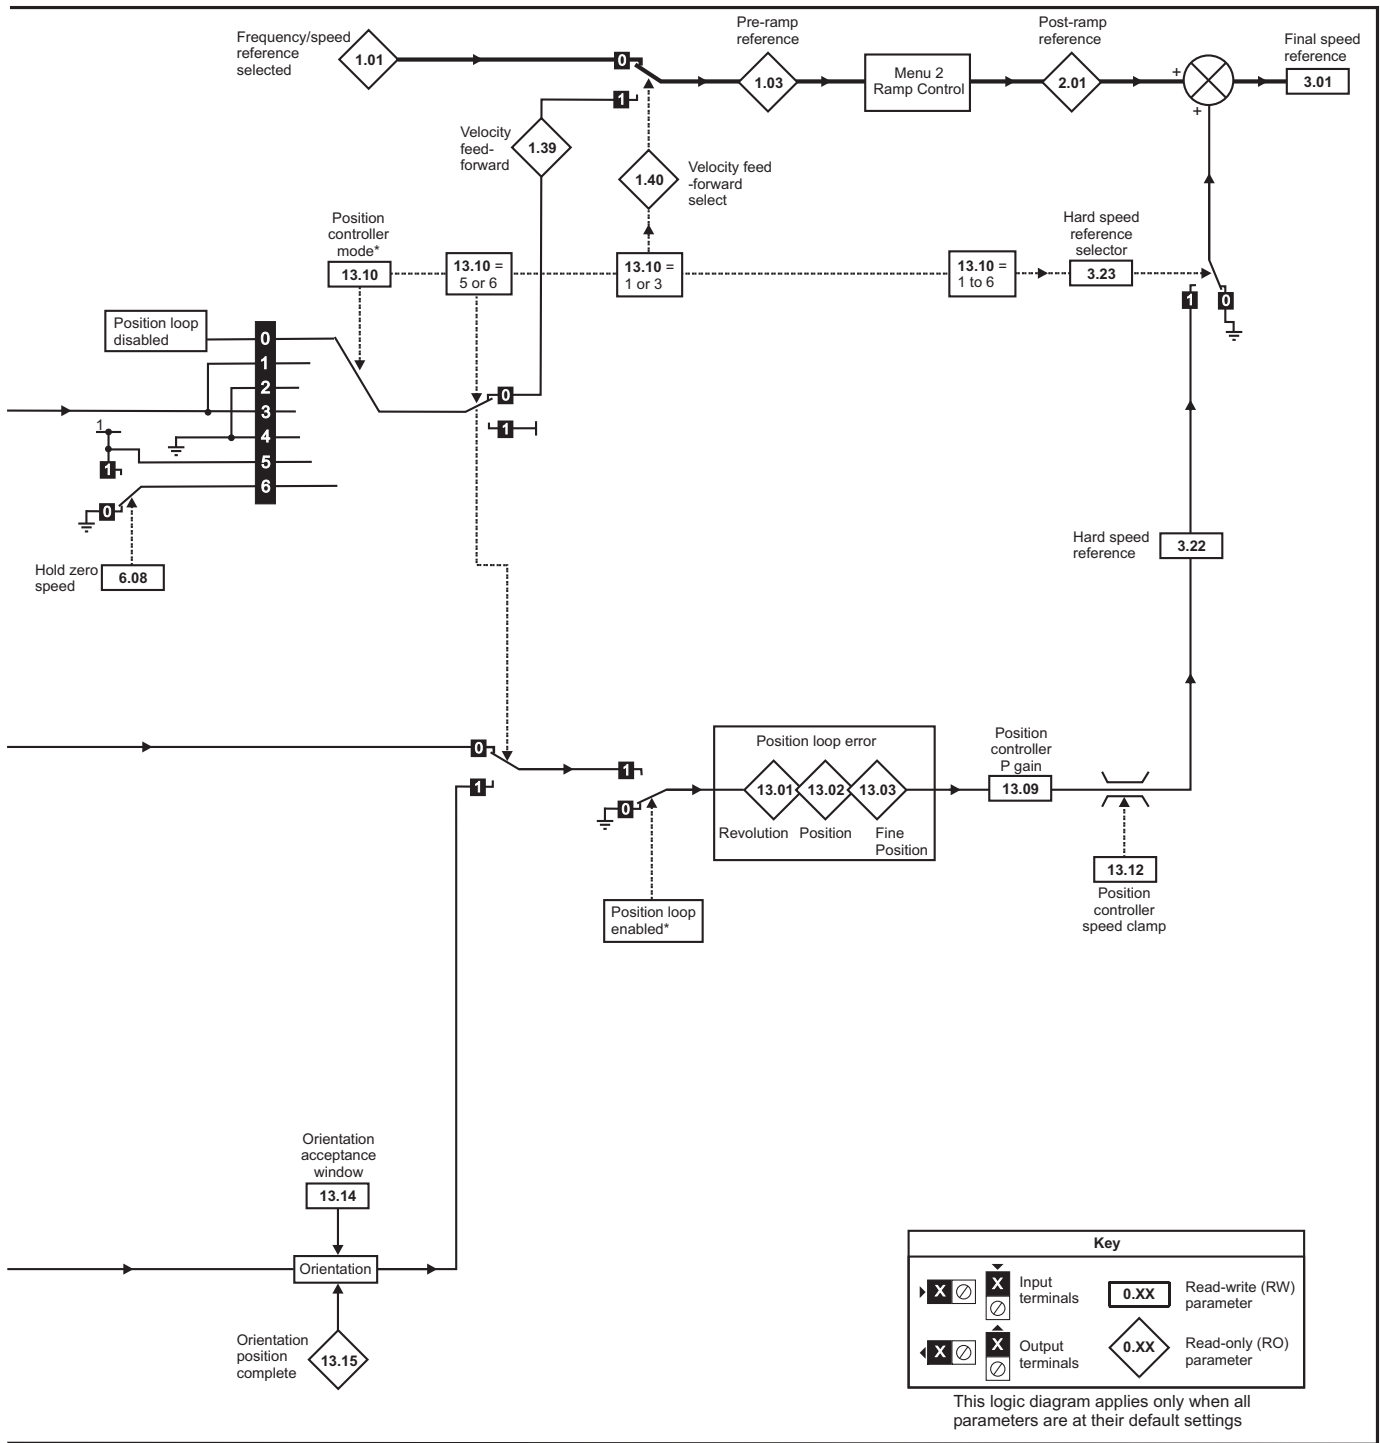 Frequency/speed
reference
selected
1.01
0
1
Pre-ramp
reference
1.03
Menu 2
Ramp Control
Post-ramp
reference
2.01
+
+
Final speed
reference
3.01
Velocity
feed-
forward
1.39
1.40
Velocity feed
-forward
select
Position
controller
mode*
13.10
13.10 =
5 or 6
13.10 =
1 or 3
13.10 =
1 to 6
Hard speed
reference
selector
3.23
1
0
Position loop
disabled
0
1
2
3
4
5
6
0
1
1
1
0
Hold zero
speed
6.08
Hard speed
reference
3.22
0
1
1
0
Position loop
enabled*
Position loop error
13.01
13.02
13.03
Revolution
Position
Fine
Position
Position
controller
P gain
13.09
13.12
Position
controller
speed clamp
Orientation
acceptance
window
13.14
Orientation
Orientation
position
complete
13.15
Key
X
X
Input
terminals
0.XX
Read-write (RW)
parameter
X
X
Output
terminals
0.XX
Read-only (RO)
parameter
This logic diagram applies only when all
parameters are at their default settings